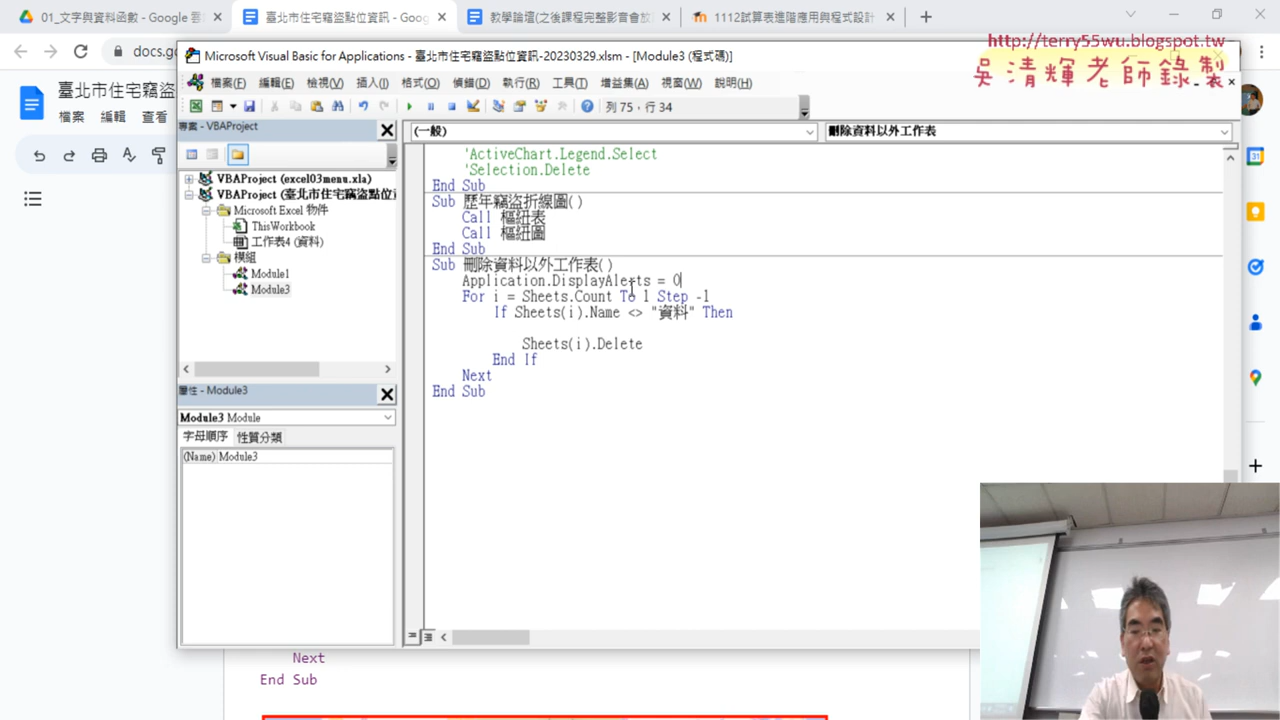 01_文字與資料函數 - Google 雲
臺北市住宅竊盜點位資訊 - Goog
教學論壇(之後課程完整影音會放
1112試算表進階應用與程式設計
docs.go
http://terry55wu.blogspot.tw
吳清輝老師錄製
臺北市住宅竊盜
檔案 編輯 查看
Microsoft Visual Basic for Applications - 臺北市住宅竊盜點位資訊-20230329.xlsm - [Module3 (程式碼)]
檔案(F) 編輯(E) 檢視(V) 插入(I) 格式(O) 偵錯(D) 執行(R) 工具(T) 增益集(A) 視窗(W) 說明(H)
列 75，行 34
專案 - VBAProject
(一般)
刪除資料以外工作表
VBAProject (excel03menu.xla)
VBAProject (臺北市住宅竊盜點位
Microsoft Excel 物件
ThisWorkbook
工作表4 (資料)
模組
Module1
Module3
屬性 - Module3
Module3 Module
字母順序 性質分類
(Name) Module3
'ActiveChart.Legend.Select
'Selection.Delete
End Sub
Sub 歷年竊盜折線圖()
Call 樞紐表
Call 樞紐圖
End Sub
Sub 刪除資料以外工作表()
Application.DisplayAlerts = 0
For i = Sheets.Count To 1 Step -1
If Sheets(i).Name <> "資料" Then
Sheets(i).Delete
End If
Next
End Sub
Next
End Sub